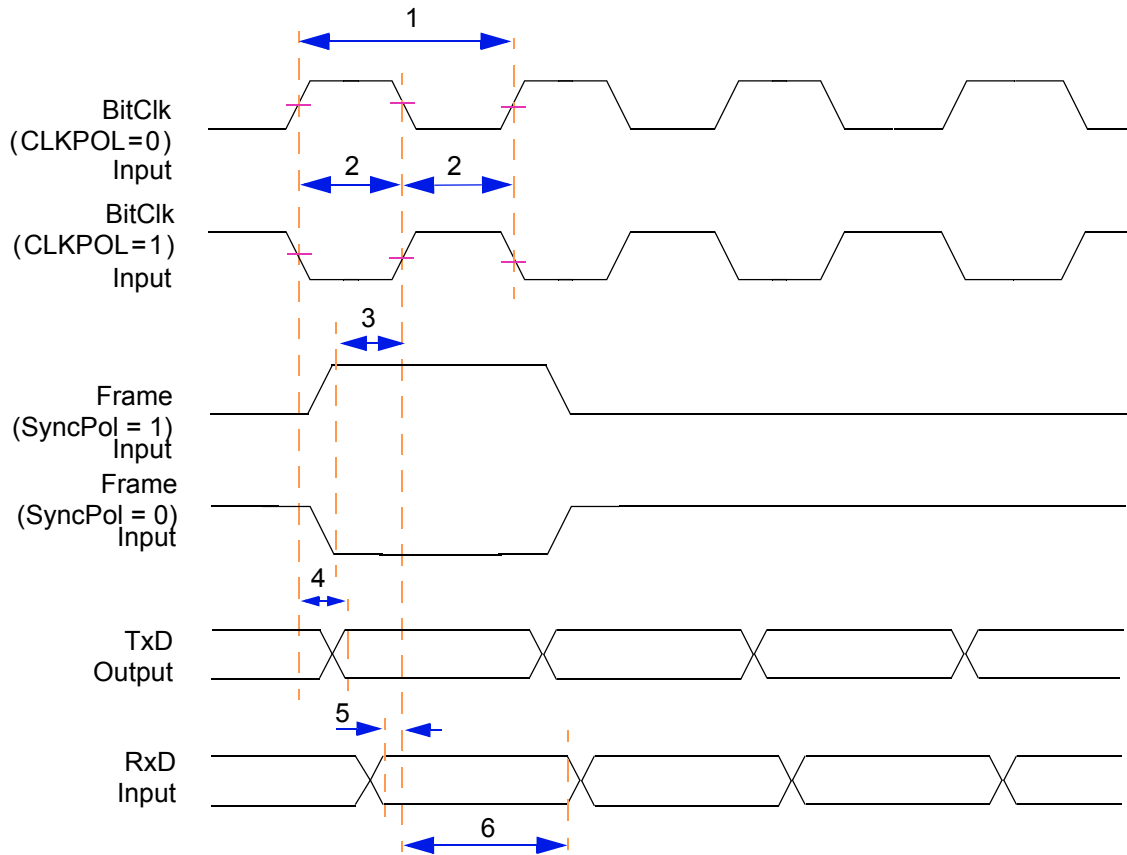 1
BitClk
(CLKPOL=0)
Input
2 2
BitClk
(CLKPOL=1)
Input
3
Frame
(SyncPol = 1)
Input
Frame
(SyncPol = 0)
Input
4
TxD
Output
5
RxD
Input
6